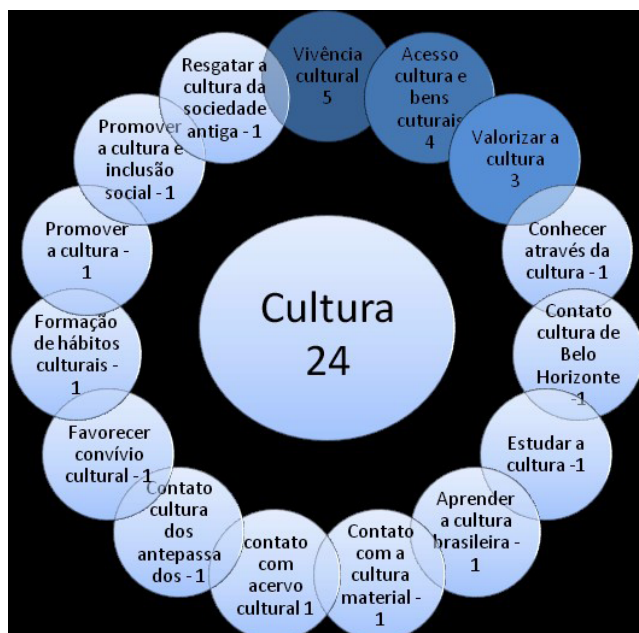 Vivência
cultural
5
Acesso
cultura e
bens
cuturais
4
Valorizar a
cultura
3
Conhecer
através da
cultura - 1
Contato
cultura de
Belo
Horizonte
-1
Estudar a
cultura -1
Aprender
a cultura
brasileira -
1
Contato
com a
cultura
material -
1
contato
com
acervo
cultural 1
Contato
cultura
dos
antepassa
dos - 1
Favorecer
convívio
cultural - 1
Formação
de hábitos
culturais -
1
Promover
a cultura -
1
Promover
a cultura e
inclusão
social - 1
Resgatar a
cultura da
sociedade
antiga - 1
Cultura
24